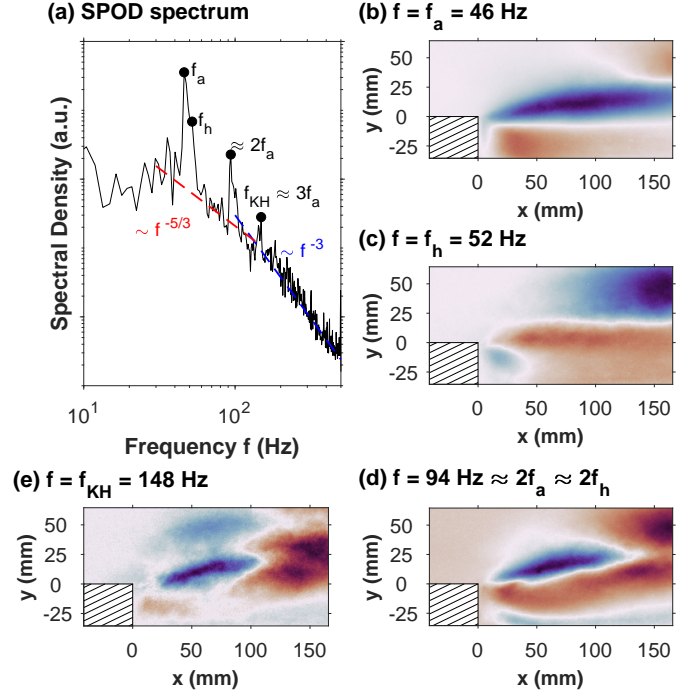 (a) SPOD spectrum
Spectral Density (a.u.)
f_a
f_h
≈ 2f_a
f_KH ≈ 3f_a
~ f^-5/3
~ f^-3
10^1
10^2
Frequency f (Hz)
(b) f = f_a = 46 Hz
y (mm)
50
25
0
-25
0
50
100
150
x (mm)
(c) f = f_h = 52 Hz
y (mm)
50
25
0
-25
0
50
100
150
x (mm)
(e) f = f_KH = 148 Hz
y (mm)
50
25
0
-25
0
50
100
150
x (mm)
(d) f = 94 Hz ≈ 2f_a ≈ 2f_h
y (mm)
50
25
0
-25
0
50
100
150
x (mm)